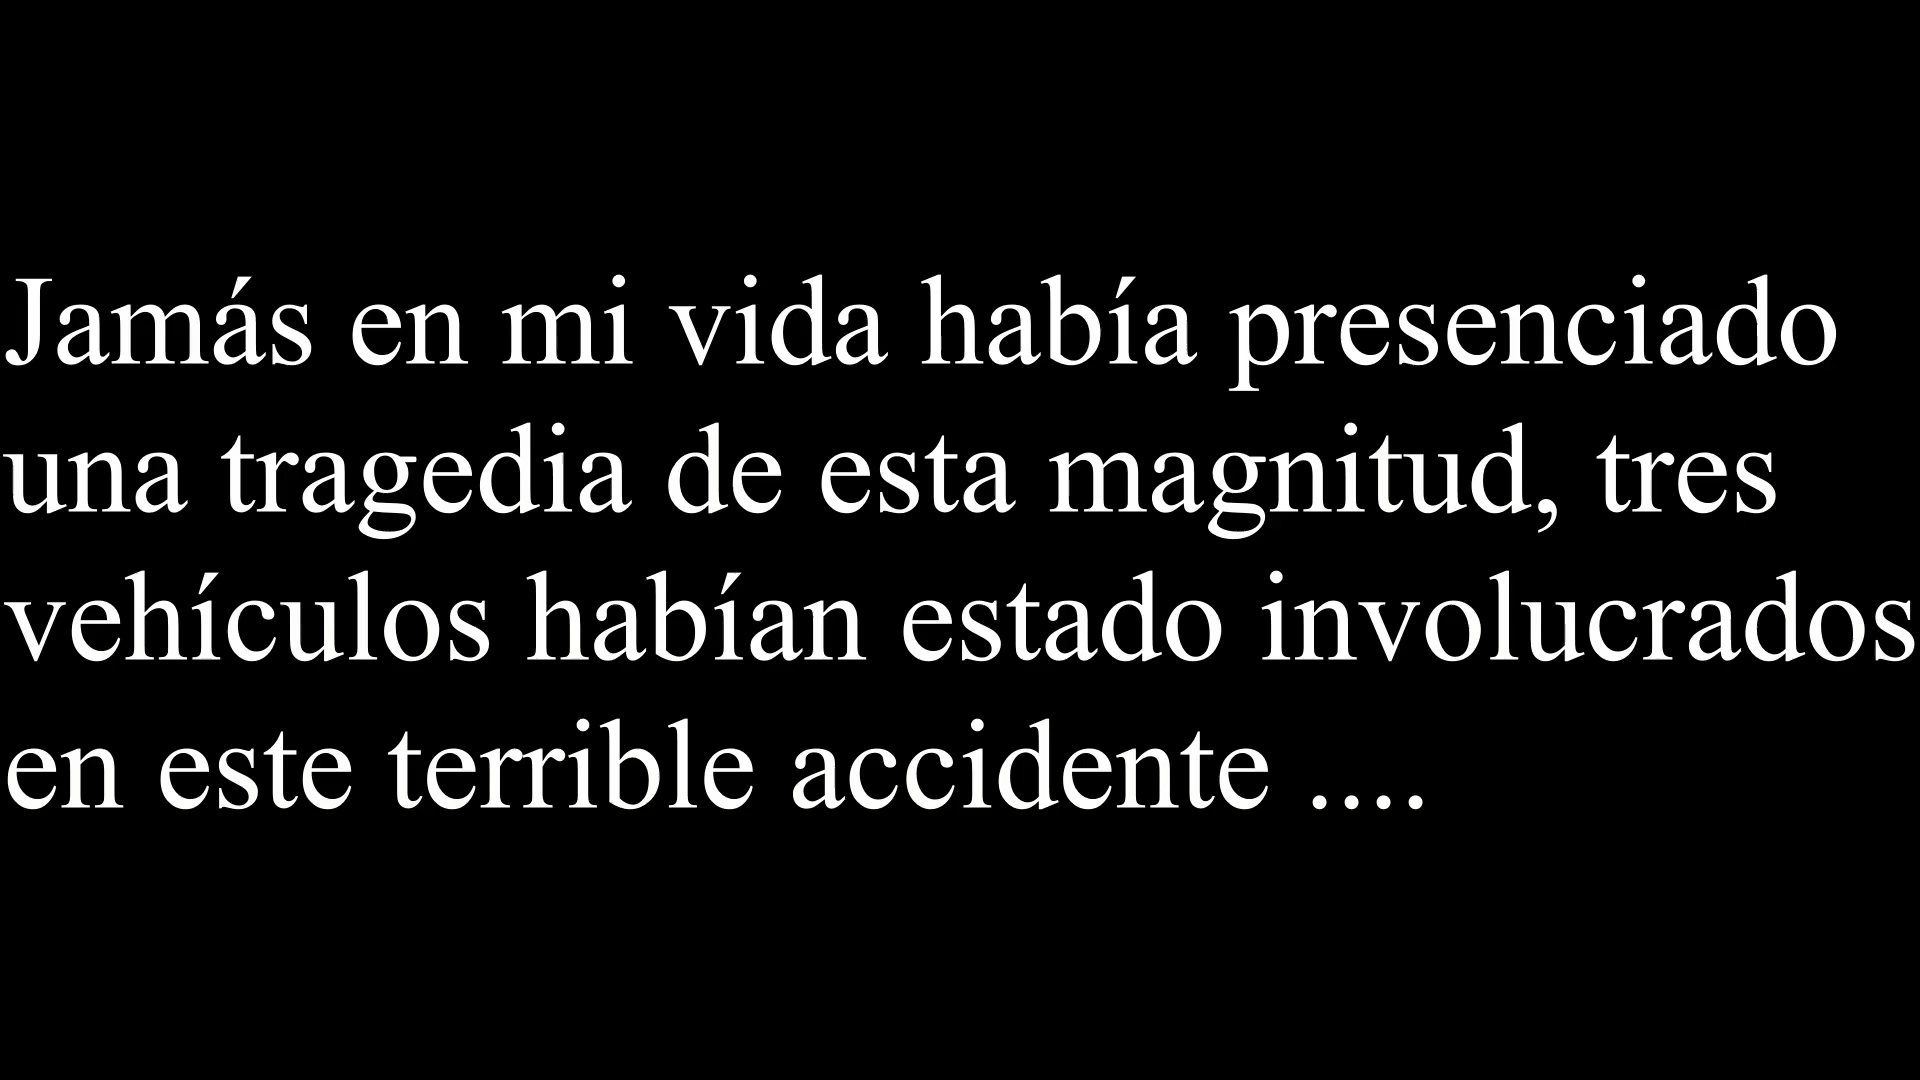 Jamás en mi vida había presenciado
una tragedia de esta magnitud, tres
vehículos habían estado involucrados
en este terrible accidente ....